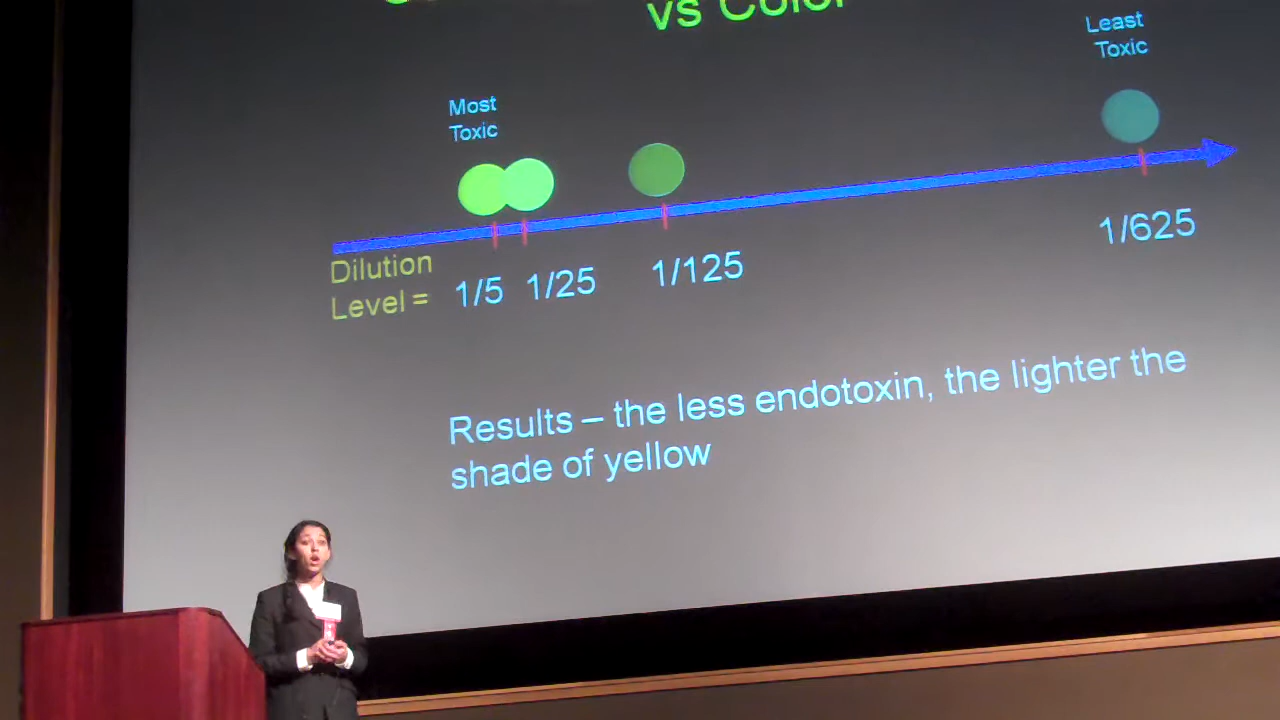 vs Color
Least
Toxic
Most
Toxic
Dilution
Level =
1/5 1/25 1/125 1/625
Results – the less endotoxin, the lighter the
shade of yellow